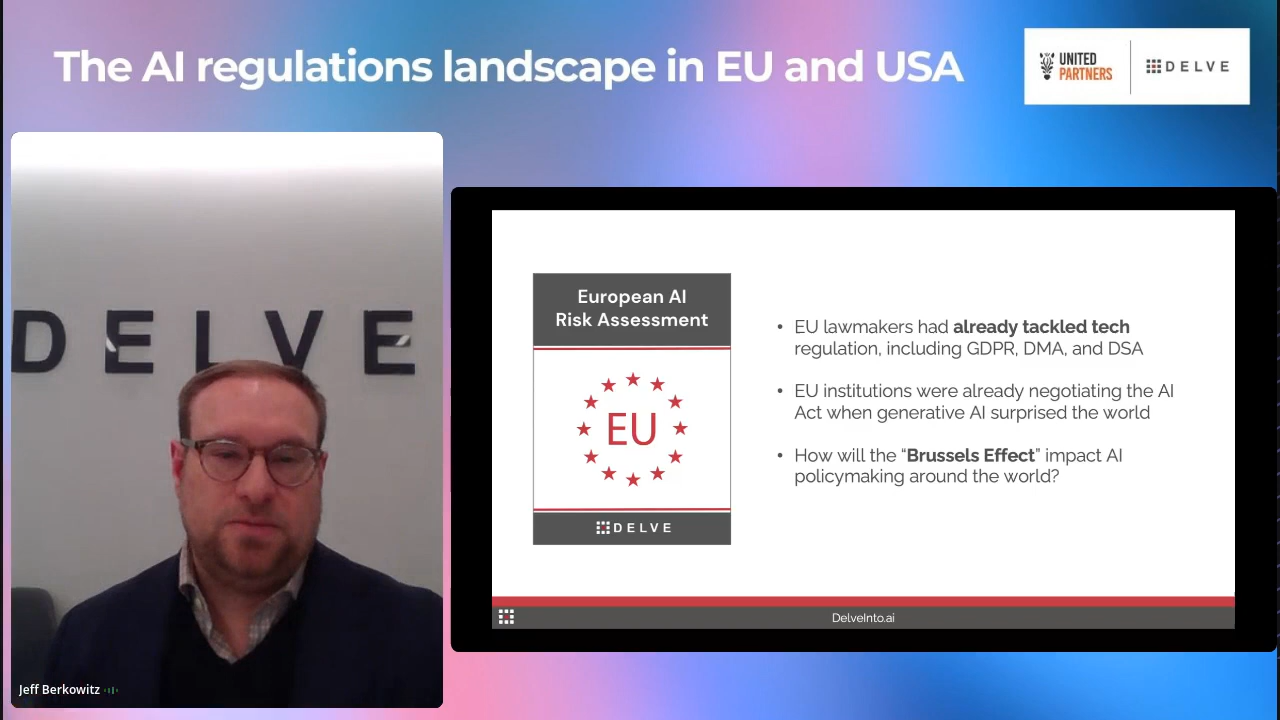 The AI regulations landscape in EU and USA
UNITED
PARTNERS
DELVE
DELVE
Jeff Berkowitz
European AI
Risk Assessment
EU
DELVE
• EU lawmakers had already tackled tech
regulation, including GDPR, DMA, and DSA
• EU institutions were already negotiating the AI
Act when generative AI surprised the world
• How will the “Brussels Effect” impact AI
policymaking around the world?
DelveInto.ai